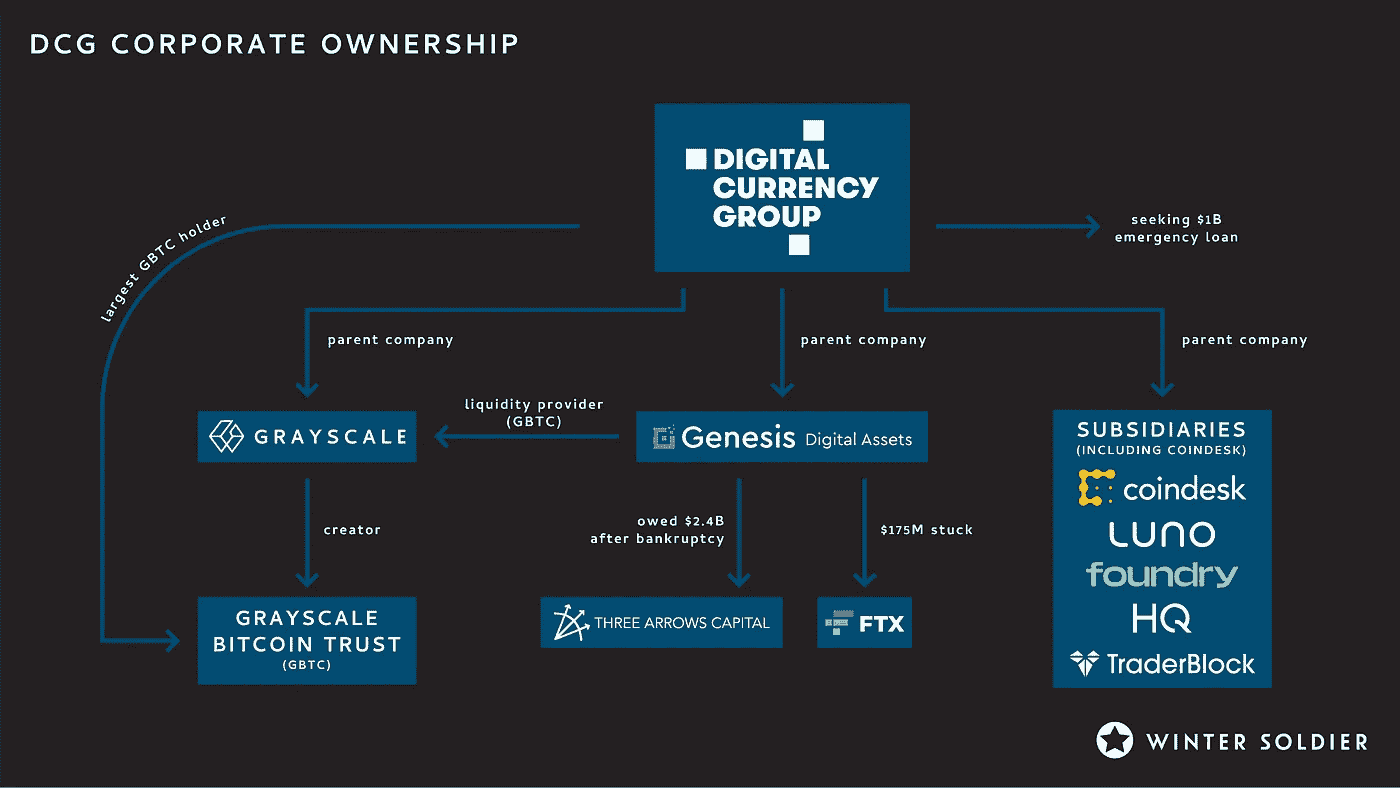 DCG CORPORATE OWNERSHIP
DIGITAL
CURRENCY
GROUP
largest GBTC holder
seeking $1B
emergency loan
parent company
parent company
parent company
liquidity provider
(GBTC)
GRAYSCALE
Genesis Digital Assets
SUBSIDIARIES
(INCLUDING COINDESK)
coindesk
LUNO
foundry
HQ
TraderBlock
creator
owed $2.4B
after bankruptcy
$175M stuck
GRAYSCALE
BITCOIN TRUST
(GBTC)
THREE ARROWS CAPITAL
FTX
WINTER SOLDIER